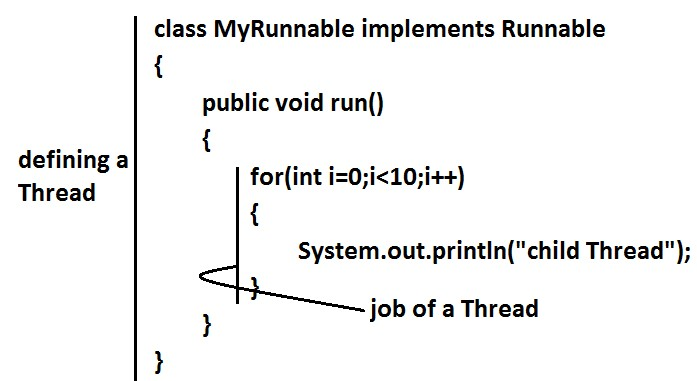 class MyRunnable implements Runnable
{
public void run()
{
defining a
Thread
for(int i=0;i<10;i++)
{
System.out.println("child Thread");
}
job of a Thread
}
}